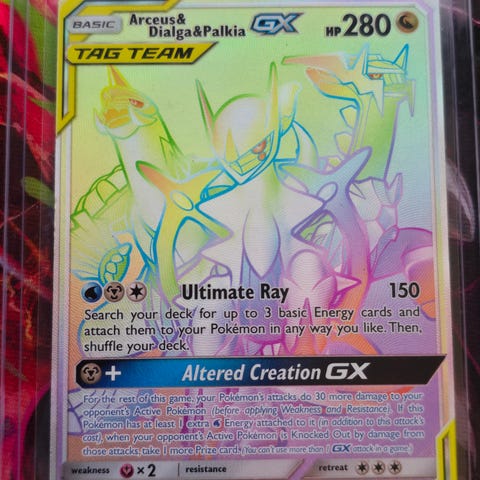 BASIC Arceus& Dialga&Palkia GX HP 280
TAG TEAM
Ultimate Ray 150
Search your deck for up to 3 basic Energy cards and
attach them to your Pokémon in any way you like. Then,
shuffle your deck.
+ Altered Creation GX
For the rest of this game, your Pokémon's attacks do 30 more damage to your
opponent's Active Pokémon (before applying Weakness and Resistance). If this
Pokémon has at least 1 extra Energy attached to it (in addition to this attack's
cost), when your opponent's Active Pokémon is Knocked Out by damage from
those attacks, take 1 more Prize card. (You can't use more than 1 GX attack in a game.)
weakness ×2 resistance retreat